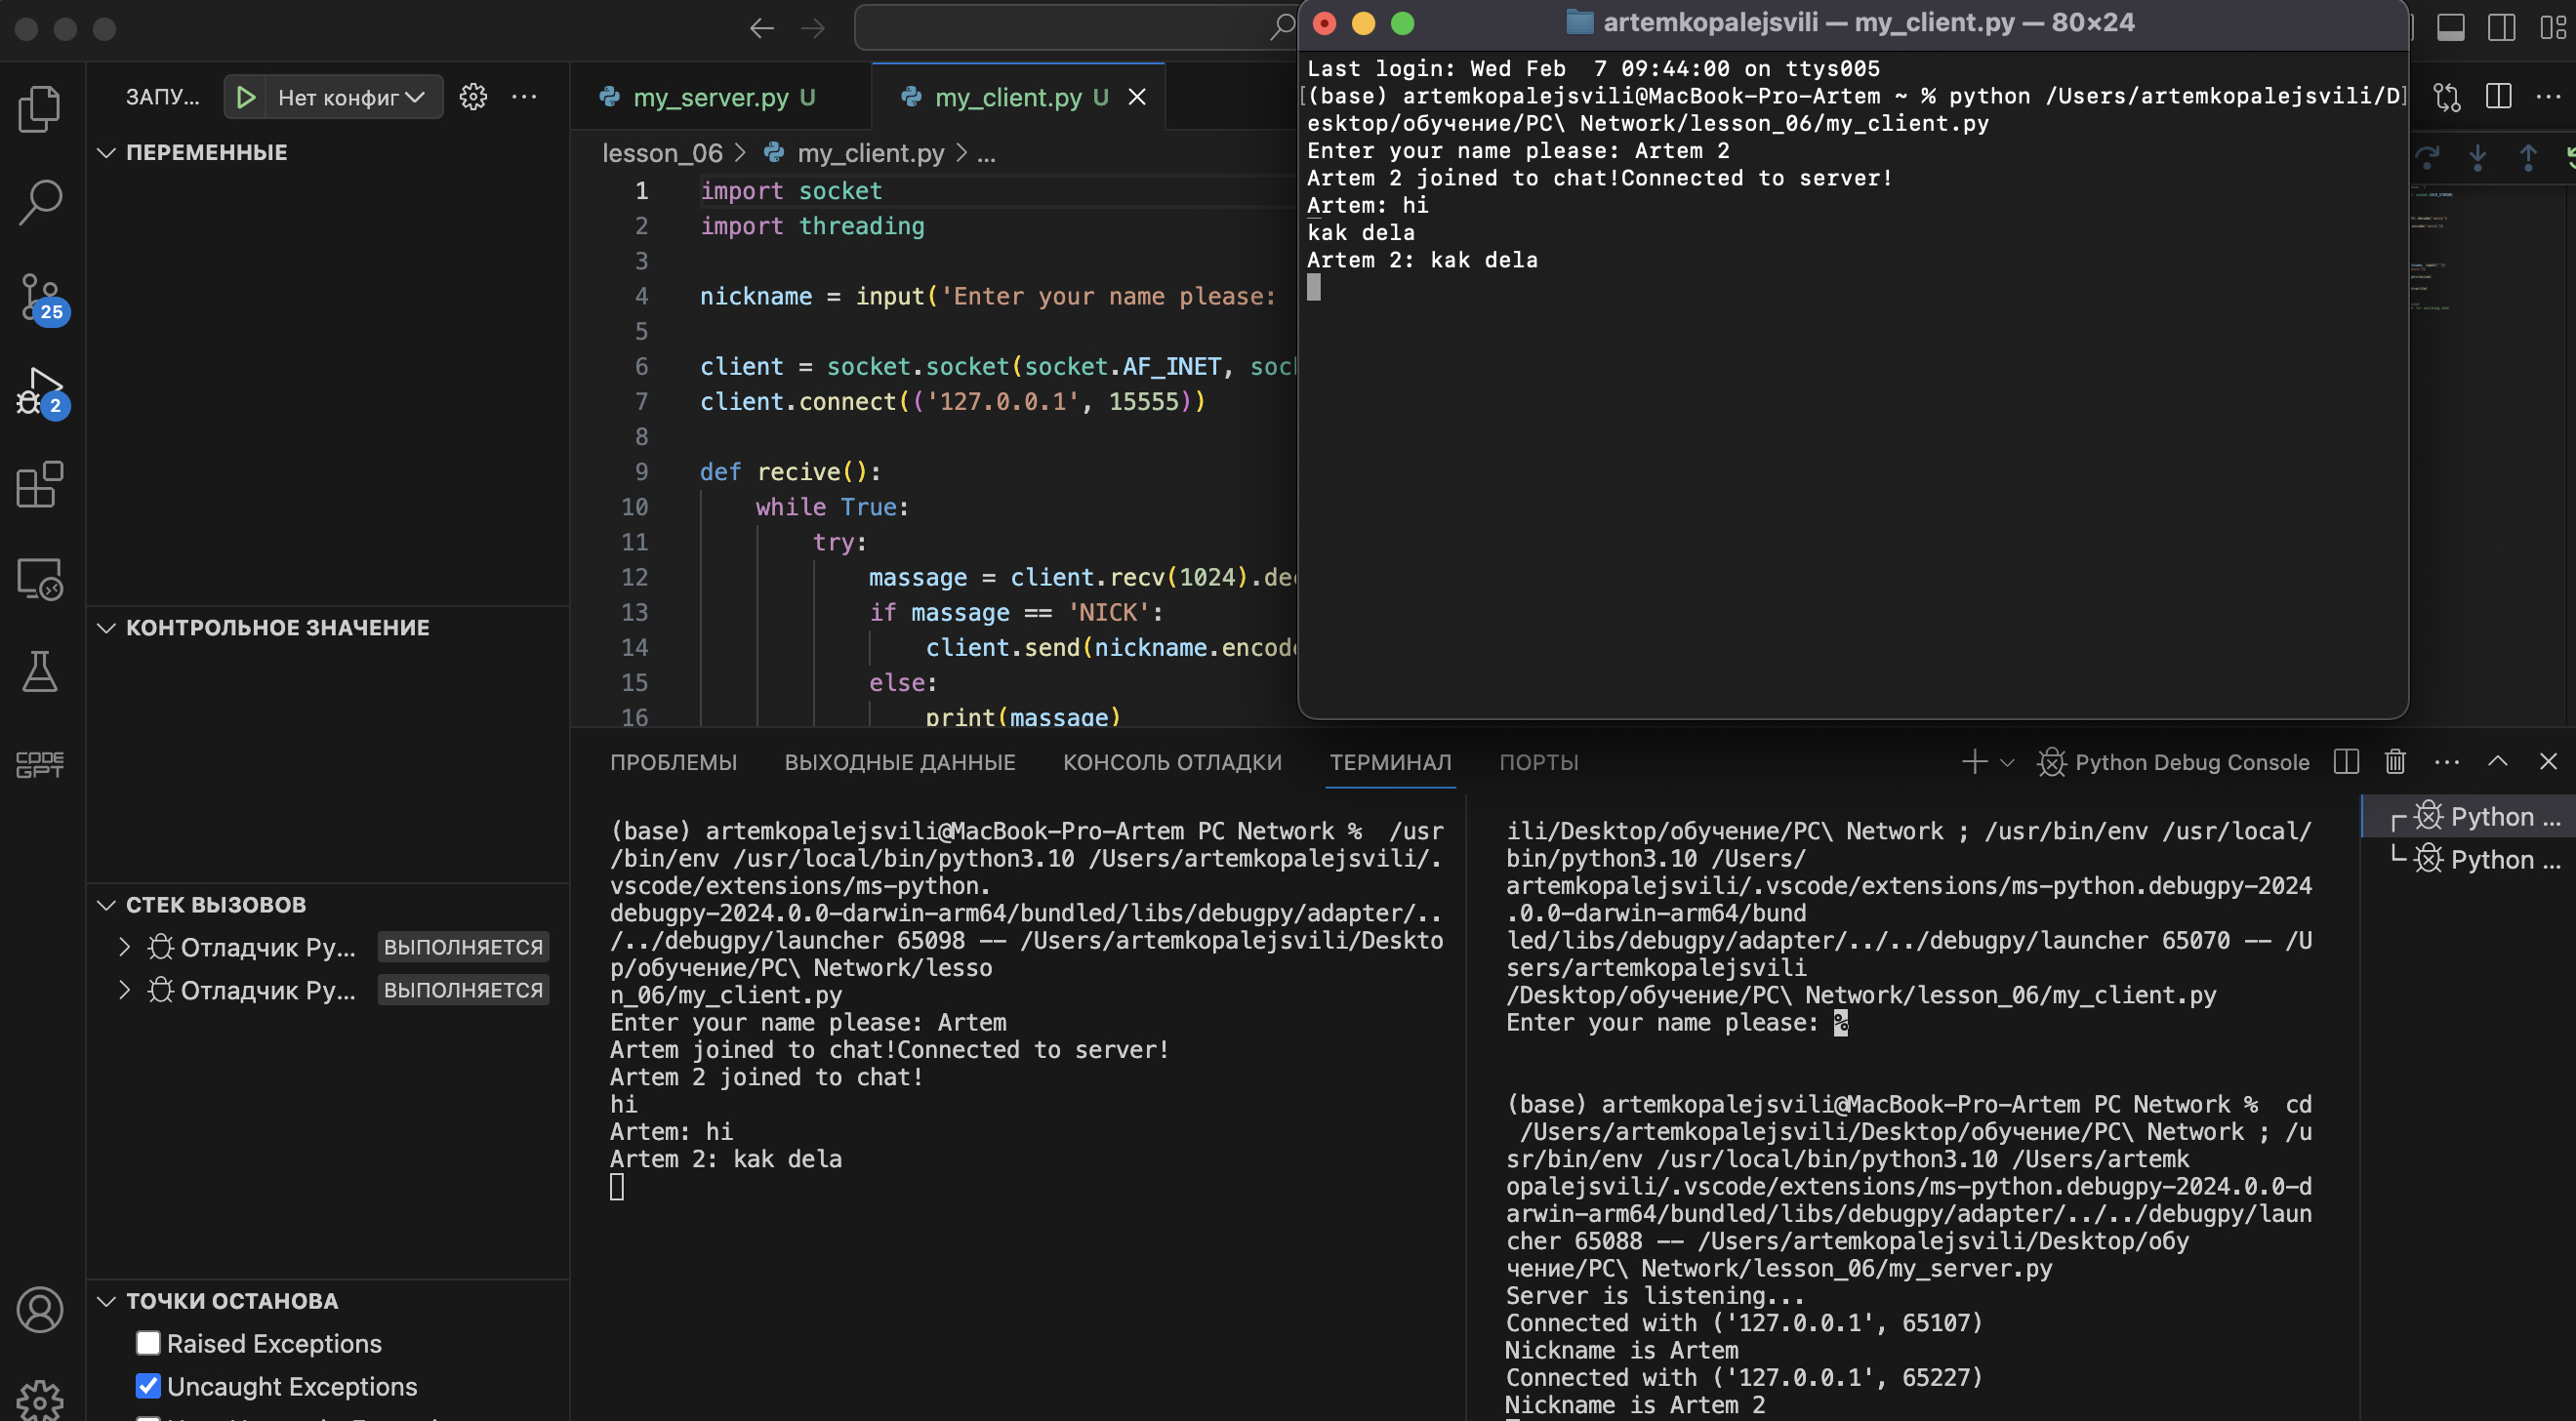 artemkopalejsvili — my_client.py — 80×24
Last login: Wed Feb  7 09:44:00 on ttys005
[(base) artemkopalejsvili@MacBook-Pro-Artem ~ % python /Users/artemkopalejsvili/D]
esktop/обучение/PC\ Network/lesson_06/my_client.py
Enter your name please: Artem 2
Artem 2 joined to chat!Connected to server!
Artem: hi
kak dela
Artem 2: kak dela
ЗАПУ... Нет конфиг
ПЕРЕМЕННЫЕ
КОНТРОЛЬНОЕ ЗНАЧЕНИЕ
СТЕК ВЫЗОВОВ
Отладчик Py... ВЫПОЛНЯЕТСЯ
Отладчик Py... ВЫПОЛНЯЕТСЯ
ТОЧКИ ОСТАНОВА
Raised Exceptions
Uncaught Exceptions
25
2
CODE
GPT
my_server.py U my_client.py U
lesson_06 > my_client.py > ...
1 import socket
2 import threading
3
4 nickname = input('Enter your name please:
5
6 client = socket.socket(socket.AF_INET, sock
7 client.connect(('127.0.0.1', 15555))
8
9 def recive():
10 while True:
11 try:
12 massage = client.recv(1024).dec
13 if massage == 'NICK':
14 client.send(nickname.encode
15 else:
16 print(massage)
ПРОБЛЕМЫ ВЫХОДНЫЕ ДАННЫЕ КОНСОЛЬ ОТЛАДКИ ТЕРМИНАЛ ПОРТЫ
Python Debug Console
(base) artemkopalejsvili@MacBook-Pro-Artem PC Network %  /usr
/bin/env /usr/local/bin/python3.10 /Users/artemkopalejsvili/.
vscode/extensions/ms-python.
debugpy-2024.0.0-darwin-arm64/bundled/libs/debugpy/adapter/..
/../debugpy/launcher 65098 -- /Users/artemkopalejsvili/Deskto
p/обучение/PC\ Network/lesso
n_06/my_client.py
Enter your name please: Artem
Artem joined to chat!Connected to server!
Artem 2 joined to chat!
hi
Artem: hi
Artem 2: kak dela
ili/Desktop/обучение/PC\ Network ; /usr/bin/env /usr/local/
bin/python3.10 /Users/
artemkopalejsvili/.vscode/extensions/ms-python.debugpy-2024
.0.0-darwin-arm64/bund
led/libs/debugpy/adapter/../../debugpy/launcher 65070 -- /U
sers/artemkopalejsvili
/Desktop/обучение/PC\ Network/lesson_06/my_client.py
Enter your name please: %
(base) artemkopalejsvili@MacBook-Pro-Artem PC Network %  cd
/Users/artemkopalejsvili/Desktop/обучение/PC\ Network ; /u
sr/bin/env /usr/local/bin/python3.10 /Users/artemk
opalejsvili/.vscode/extensions/ms-python.debugpy-2024.0.0-d
arwin-arm64/bundled/libs/debugpy/adapter/../../debugpy/laun
cher 65088 -- /Users/artemkopalejsvili/Desktop/обу
чение/PC\ Network/lesson_06/my_server.py
Server is listening...
Connected with ('127.0.0.1', 65107)
Nickname is Artem
Connected with ('127.0.0.1', 65227)
Nickname is Artem 2
Python ...
Python ...